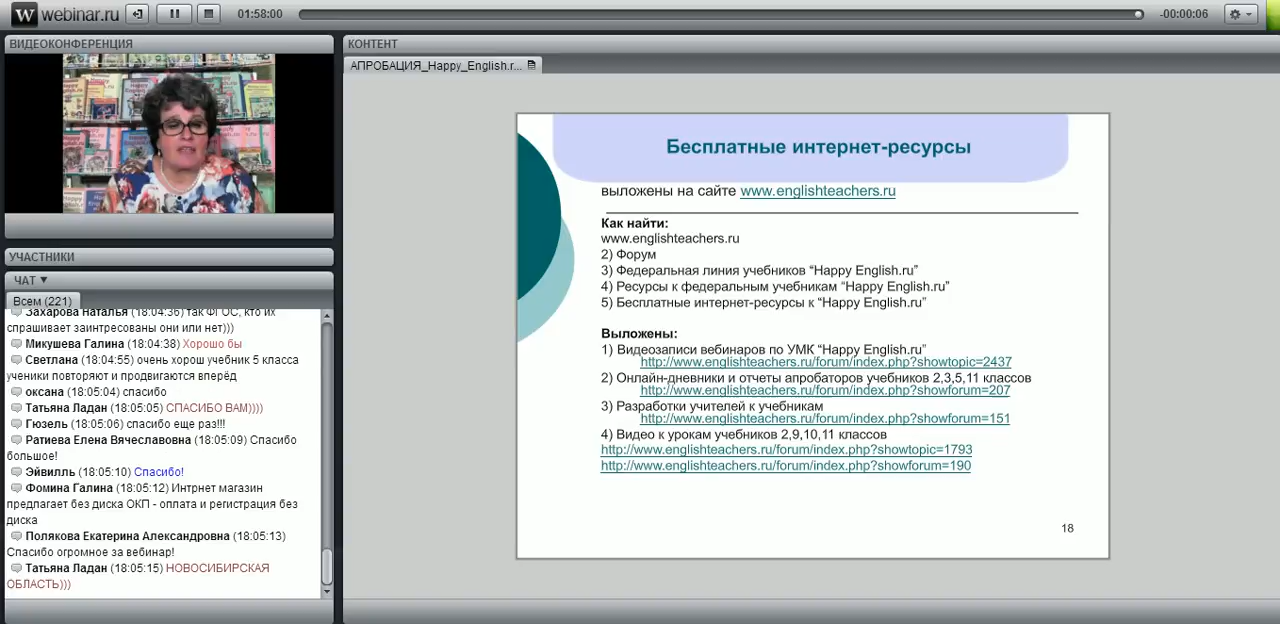 webinar.ru
01:58:00
-00:00:06
ВИДЕОКОНФЕРЕНЦИЯ
УЧАСТНИКИ
ЧАТ
Всем (221)
Захарова Наталья (18:04:36) так ФГОС, кто их
спрашивает заинтресованы они или нет)))
Микушева Галина (18:04:38) Хорошо бы
Светлана (18:04:55) очень хорош учебник 5 класса
ученики повторяют и продвигаются вперёд
оксана (18:05:04) спасибо
Татьяна Ладан (18:05:05) СПАСИБО ВАМ))))
Гюзель (18:05:06) спасибо еще раз!!!
Ратиева Елена Вячеславовна (18:05:09) Спасибо
большое!
Эйвилль (18:05:10) Спасибо!
Фомина Галина (18:05:12) Интрнет магазин
предлагает без диска ОКП - оплата и регистрация без
диска
Полякова Екатерина Александровна (18:05:13)
Спасибо огромное за вебинар!
Татьяна Ладан (18:05:15) НОВОСИБИРСКАЯ
ОБЛАСТЬ)))
КОНТЕНТ
АПРОБАЦИЯ_Happy_English.r...
Бесплатные интернет-ресурсы
выложены на сайте www.englishteachers.ru
Как найти:
www.englishteachers.ru
2) Форум
3) Федеральная линия учебников “Happy English.ru”
4) Ресурсы к федеральным учебникам “Happy English.ru”
5) Бесплатные интернет-ресурсы к “Happy English.ru”
Выложены:
1) Видеозаписи вебинаров по УМК “Happy English.ru”
http://www.englishteachers.ru/forum/index.php?showtopic=2437
2) Онлайн-дневники и отчеты апробаторов учебников 2,3,5,11 классов
http://www.englishteachers.ru/forum/index.php?showforum=207
3) Разработки учителей к учебникам
http://www.englishteachers.ru/forum/index.php?showforum=151
4) Видео к урокам учебников 2,9,10,11 классов
http://www.englishteachers.ru/forum/index.php?showtopic=1793
http://www.englishteachers.ru/forum/index.php?showforum=190
18